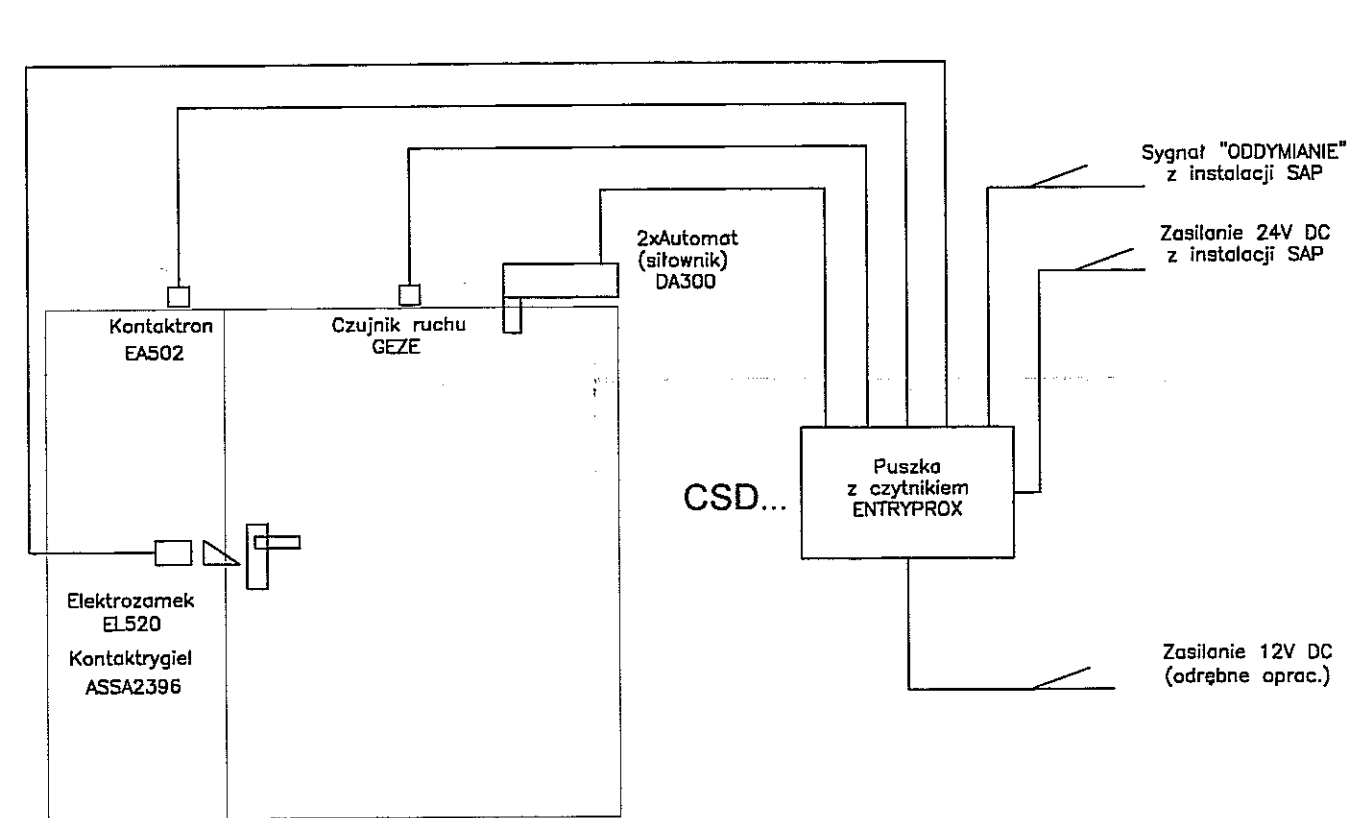 Sygnał "ODDYMIANIE"
z instalacji SAP
Zasilanie 24V DC
z instalacji SAP
2xAutomat
(siłownik)
DA300
Kontaktron
EA502
Czujnik ruchu
GEZE
CSD...
Puszka
z czytnikiem
ENTRYPROX
Elektrozamek
EL520
Kontaktrygiel
ASSA2396
Zasilanie 12V DC
(odrębne oprac.)